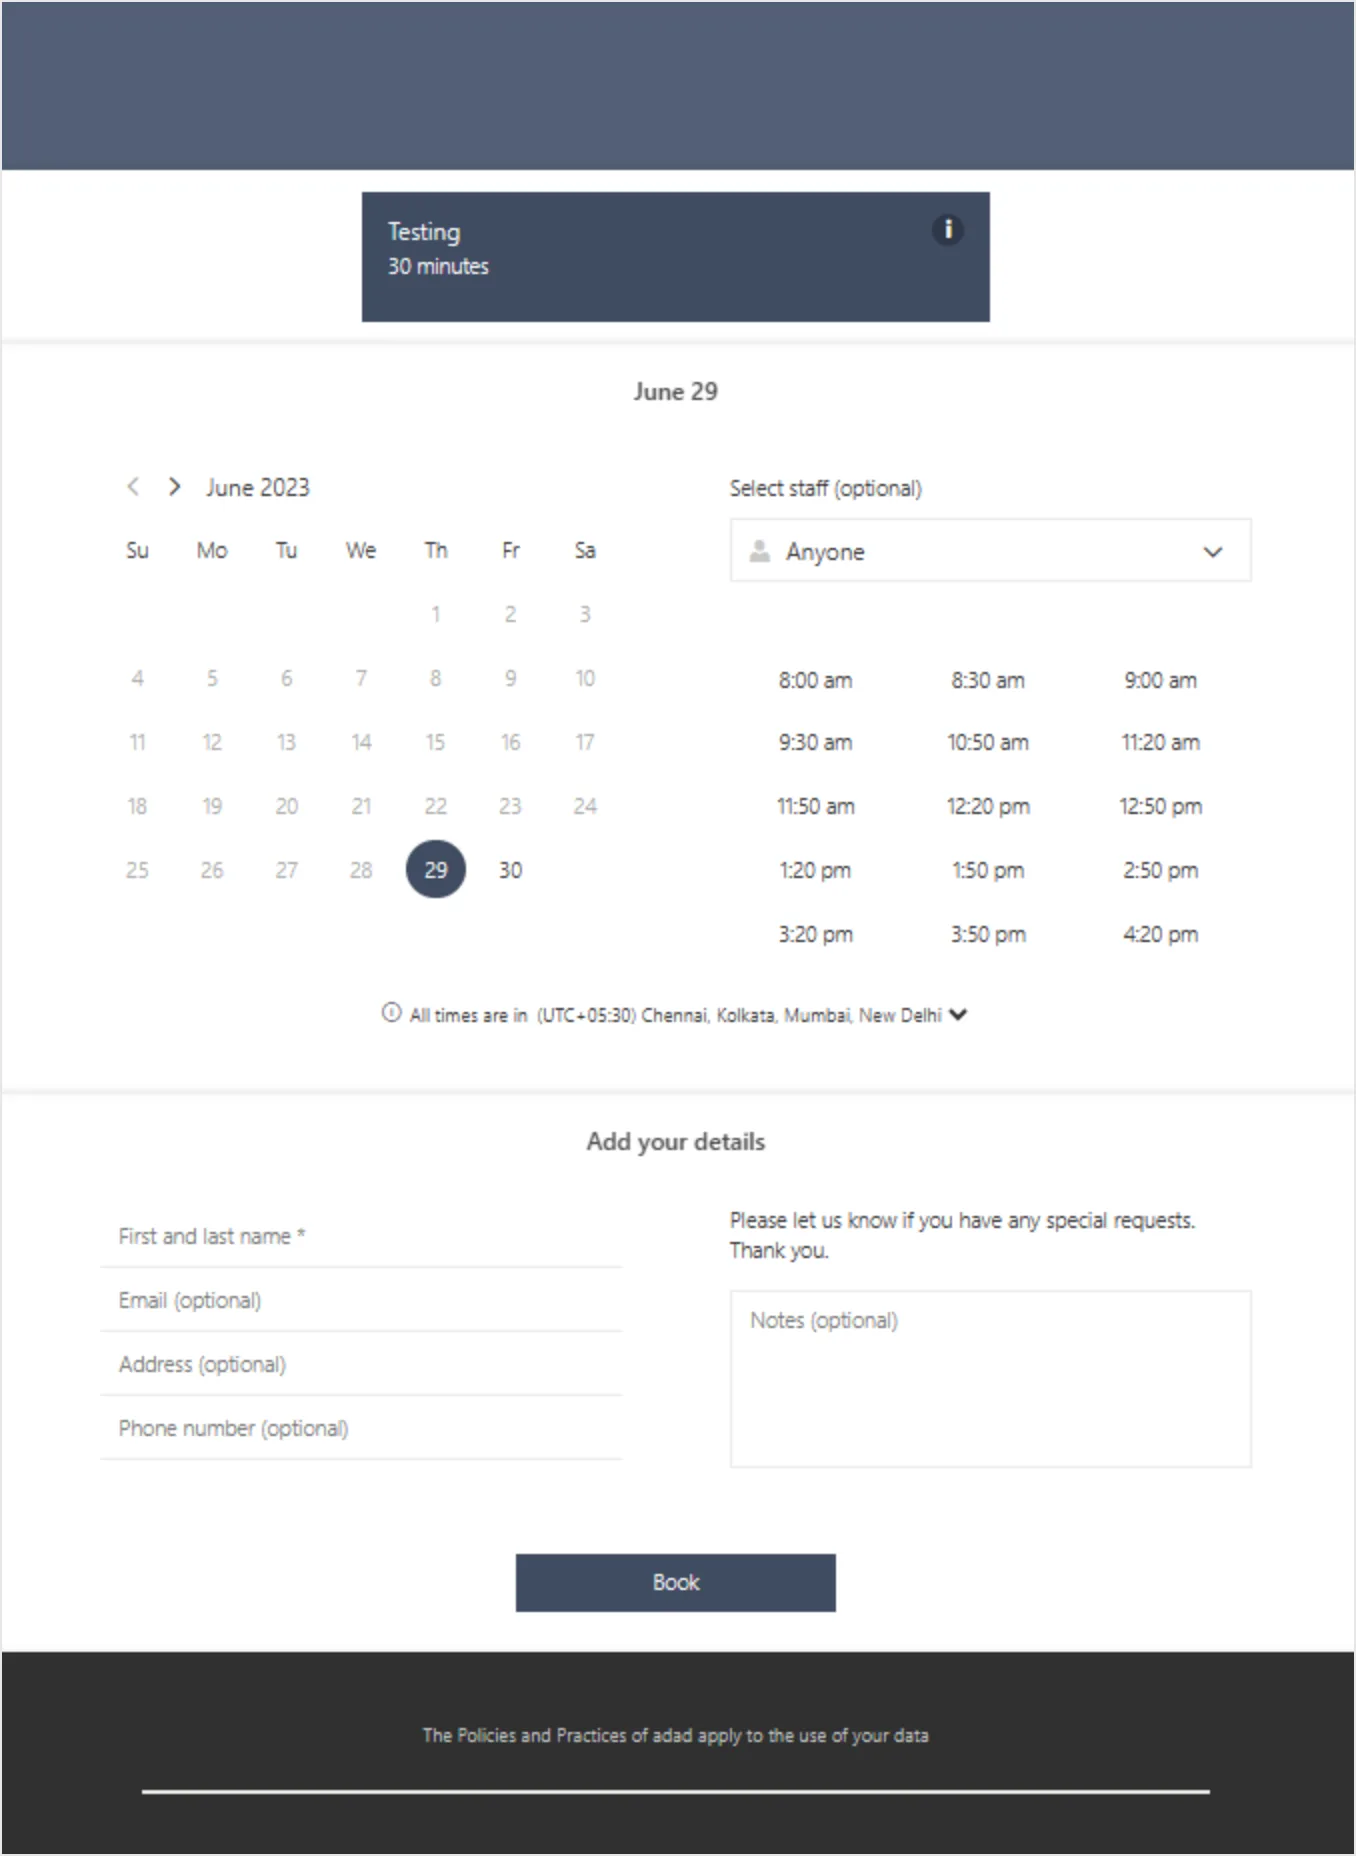 Testing
30 minutes
June 29
June 2023
Su Mo Tu We Th Fr Sa
1 2 3
4 5 6 7 8 9 10
11 12 13 14 15 16 17
18 19 20 21 22 23 24
25 26 27 28 29 30
Select staff (optional)
Anyone
8:00 am 8:30 am 9:00 am
9:30 am 10:50 am 11:20 am
11:50 am 12:20 pm 12:50 pm
1:20 pm 1:50 pm 2:50 pm
3:20 pm 3:50 pm 4:20 pm
All times are in (UTC+05:30) Chennai, Kolkata, Mumbai, New Delhi
Add your details
First and last name *
Email (optional)
Address (optional)
Phone number (optional)
Please let us know if you have any special requests.
Thank you.
Notes (optional)
Book
The Policies and Practices of adad apply to the use of your data